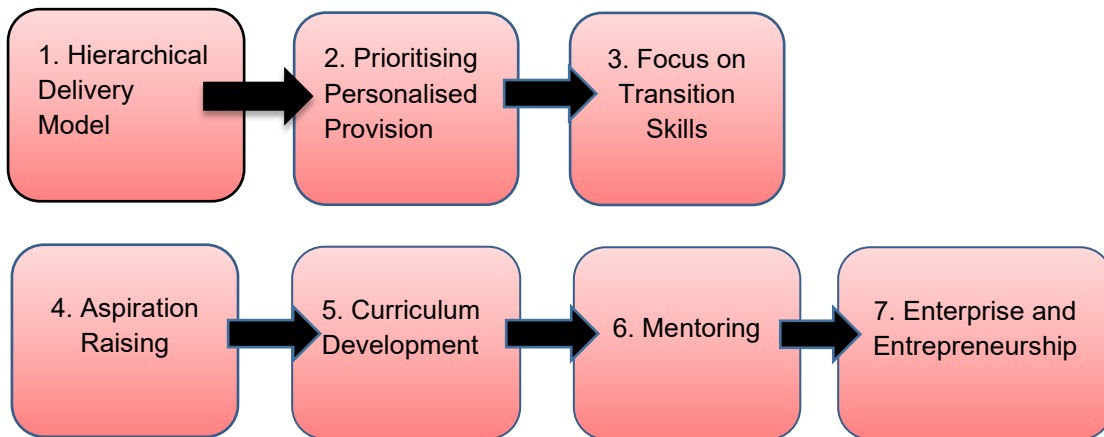 1. Hierarchical
Delivery
Model
2. Prioritising
Personalised
Provision
3. Focus on
Transition
Skills
4. Aspiration
Raising
5. Curriculum
Development
6. Mentoring
7. Enterprise and
Entrepreneurship